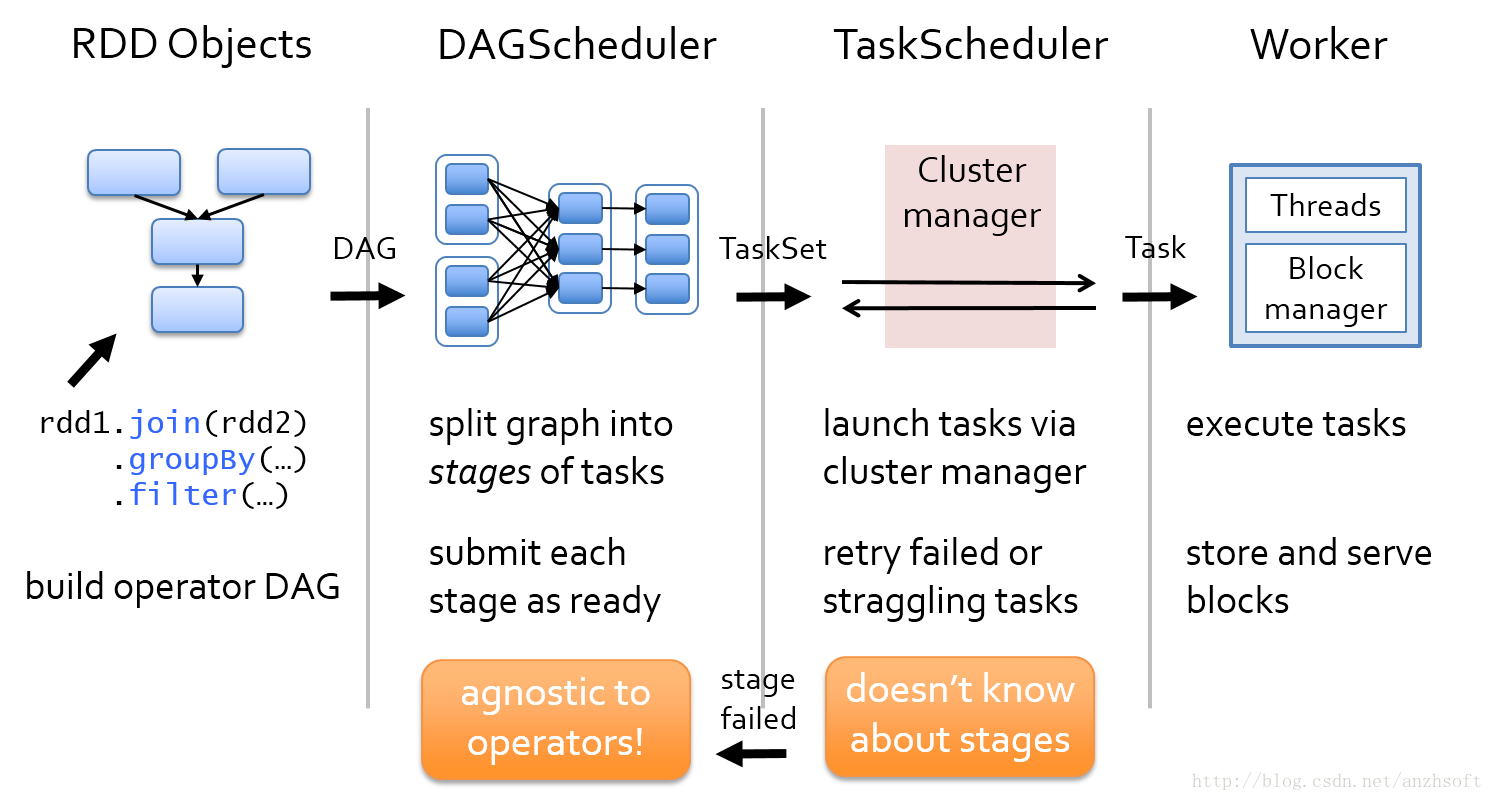 RDD Objects
DAGScheduler
TaskScheduler
Worker
DAG
TaskSet
Cluster
manager
Task
Threads
Block
manager
rdd1.join(rdd2)
.groupBy(…)
.filter(…)
build operator DAG
split graph into
stages of tasks
submit each
stage as ready
agnostic to
operators!
launch tasks via
cluster manager
retry failed or
straggling tasks
stage
failed
doesn’t know
about stages
execute tasks
store and serve
blocks
http://blog.csdn.net/anzhsoft